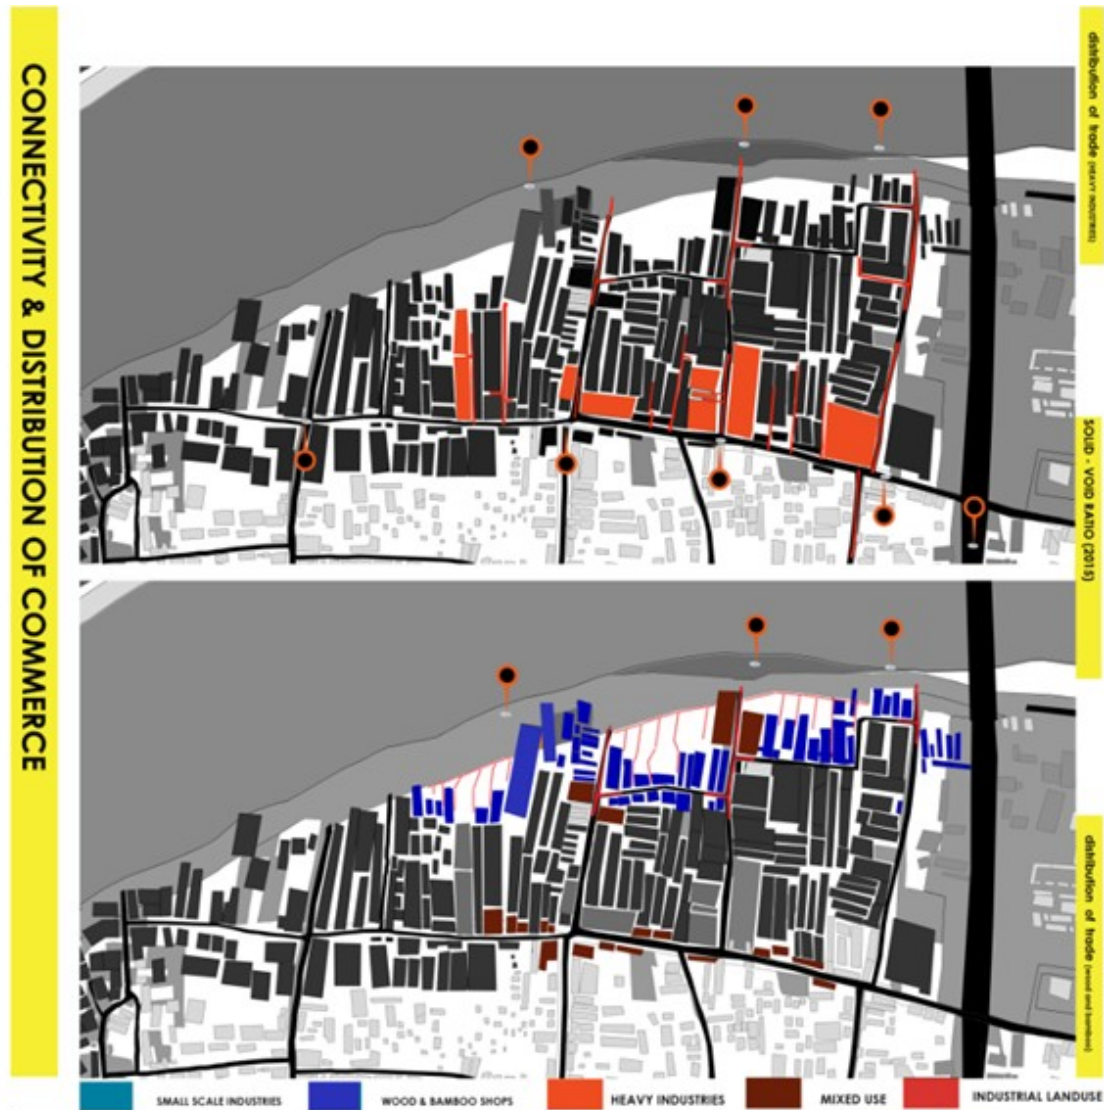 CONNECTIVITY & DISTRIBUTION OF COMMERCE
distribution of trade (HEAVY INDUSTRIES)
SOLID - VOID RATIO (2015)
distribution of trade (wood and bamboo)
SMALL SCALE INDUSTRIES
WOOD & BAMBOO SHOPS
HEAVY INDUSTRIES
MIXED USE
INDUSTRIAL LANDUSE